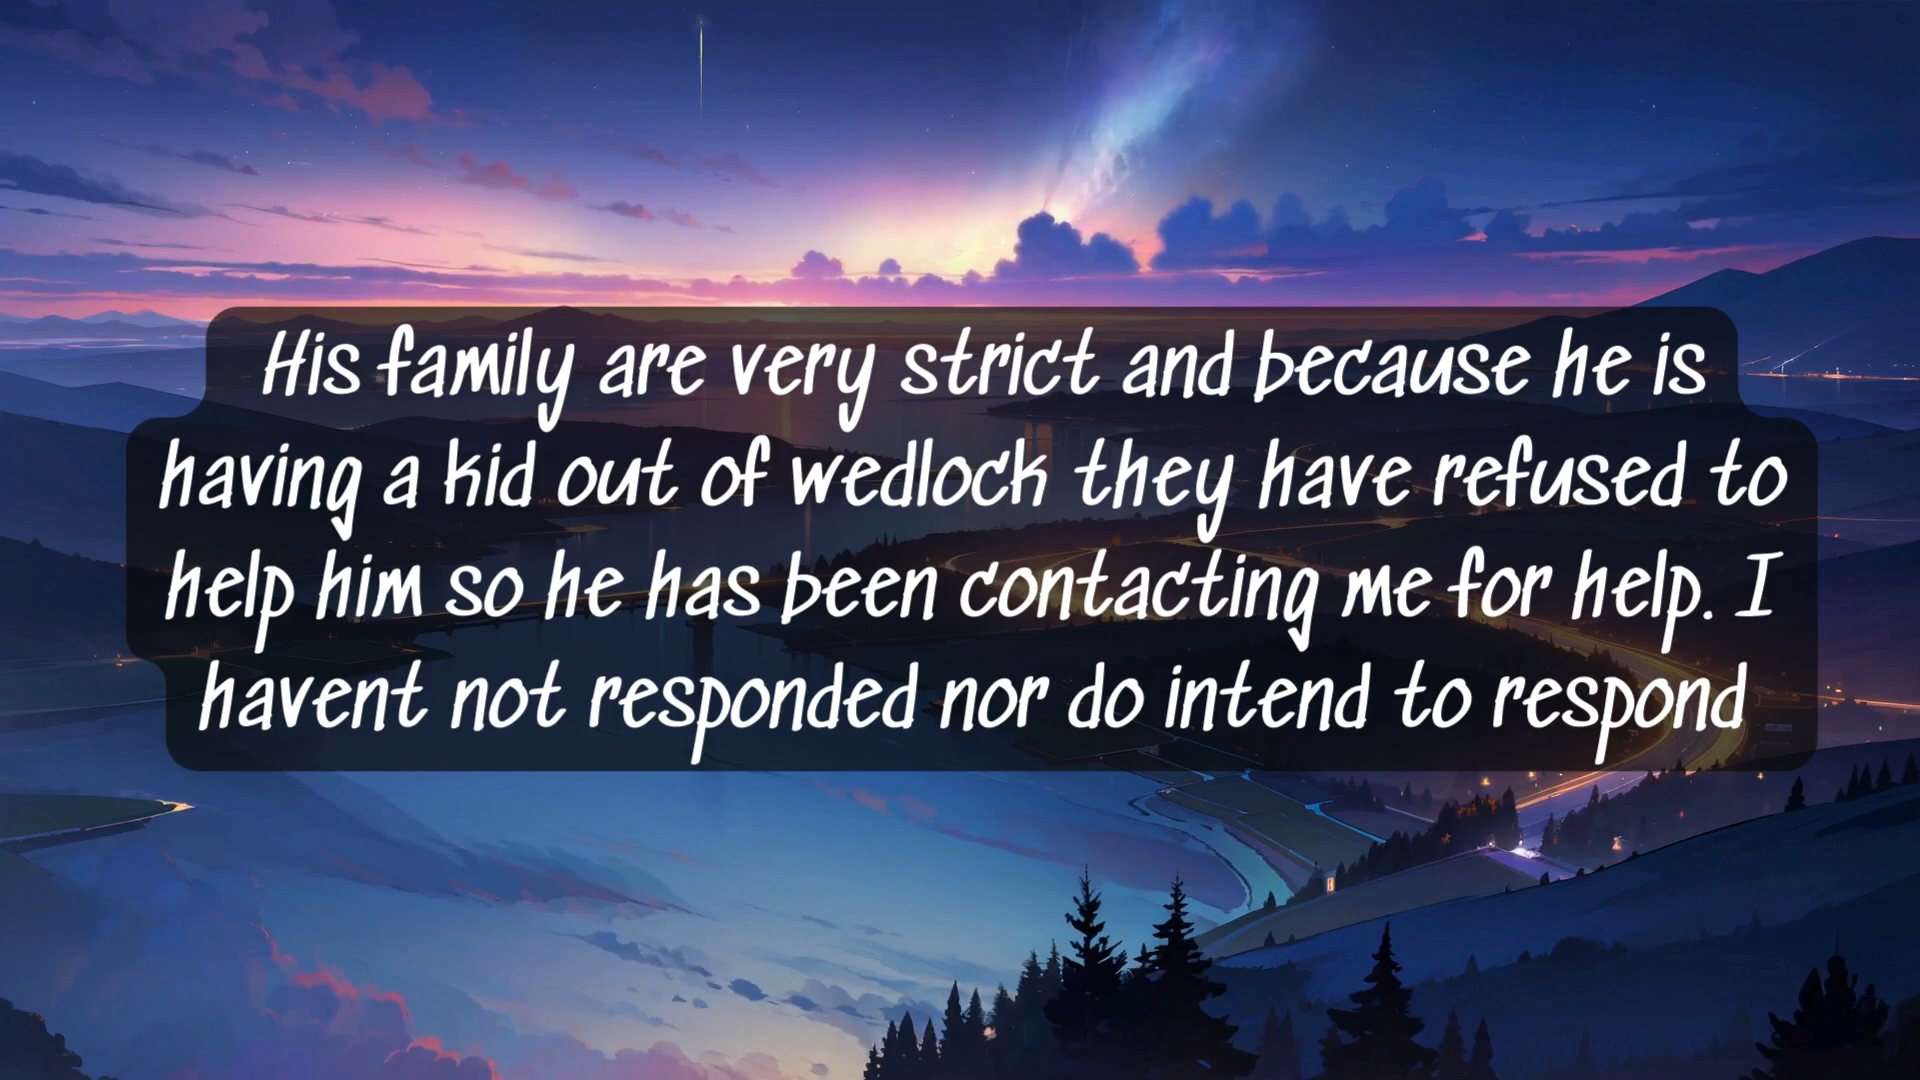 His family are very strict and because he is
having a kid out of wedlock they have refused to
help him so he has been contacting me for help. I
havent not responded nor do intend to respond